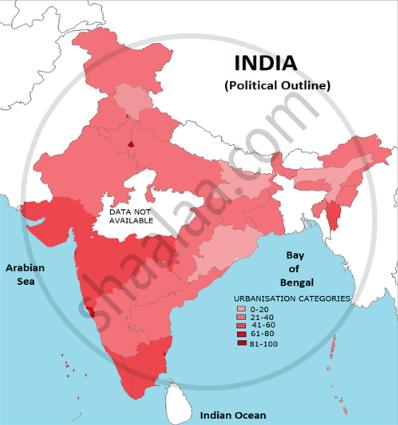 INDIA
(Political Outline)
DATA NOT
AVAILABLE
Arabian
Sea
Bay
of
Bengal
URBANISATION CATEGORIES
0-20
21-40
41-60
61-80
81-100
Indian Ocean
shaalaa.com